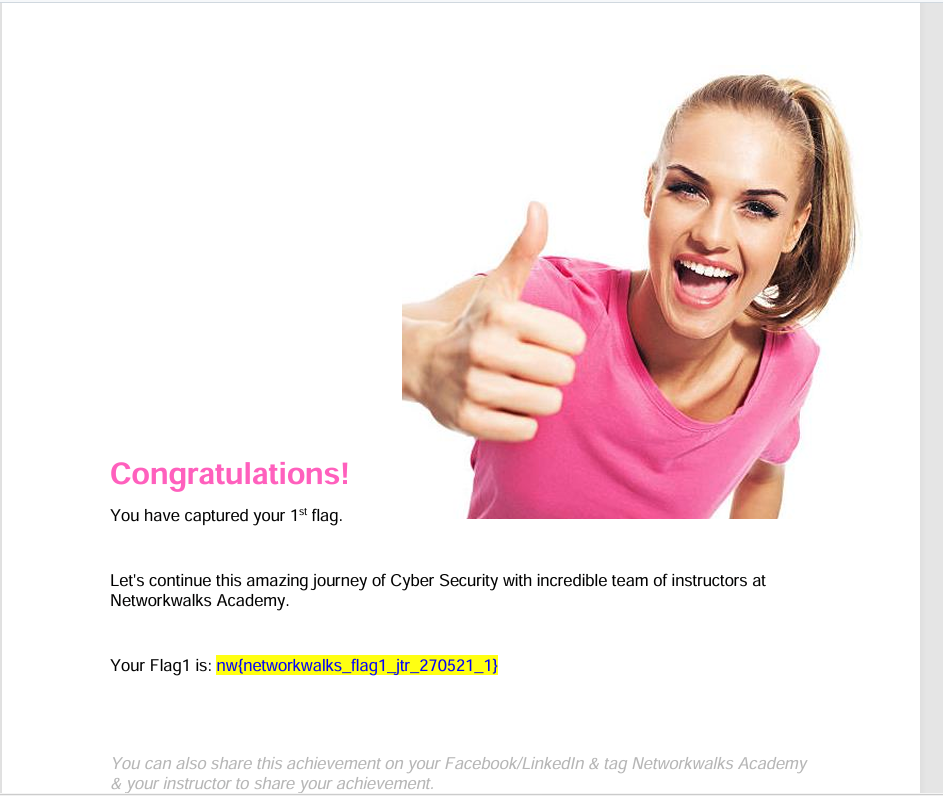 Congratulations!
You have captured your 1st flag.
Let's continue this amazing journey of Cyber Security with incredible team of instructors at
Networkwalks Academy.
Your Flag1 is: nw{networkwalks_flag1_jtr_270521_1}
You can also share this achievement on your Facebook/LinkedIn & tag Networkwalks Academy
& your instructor to share your achievement.